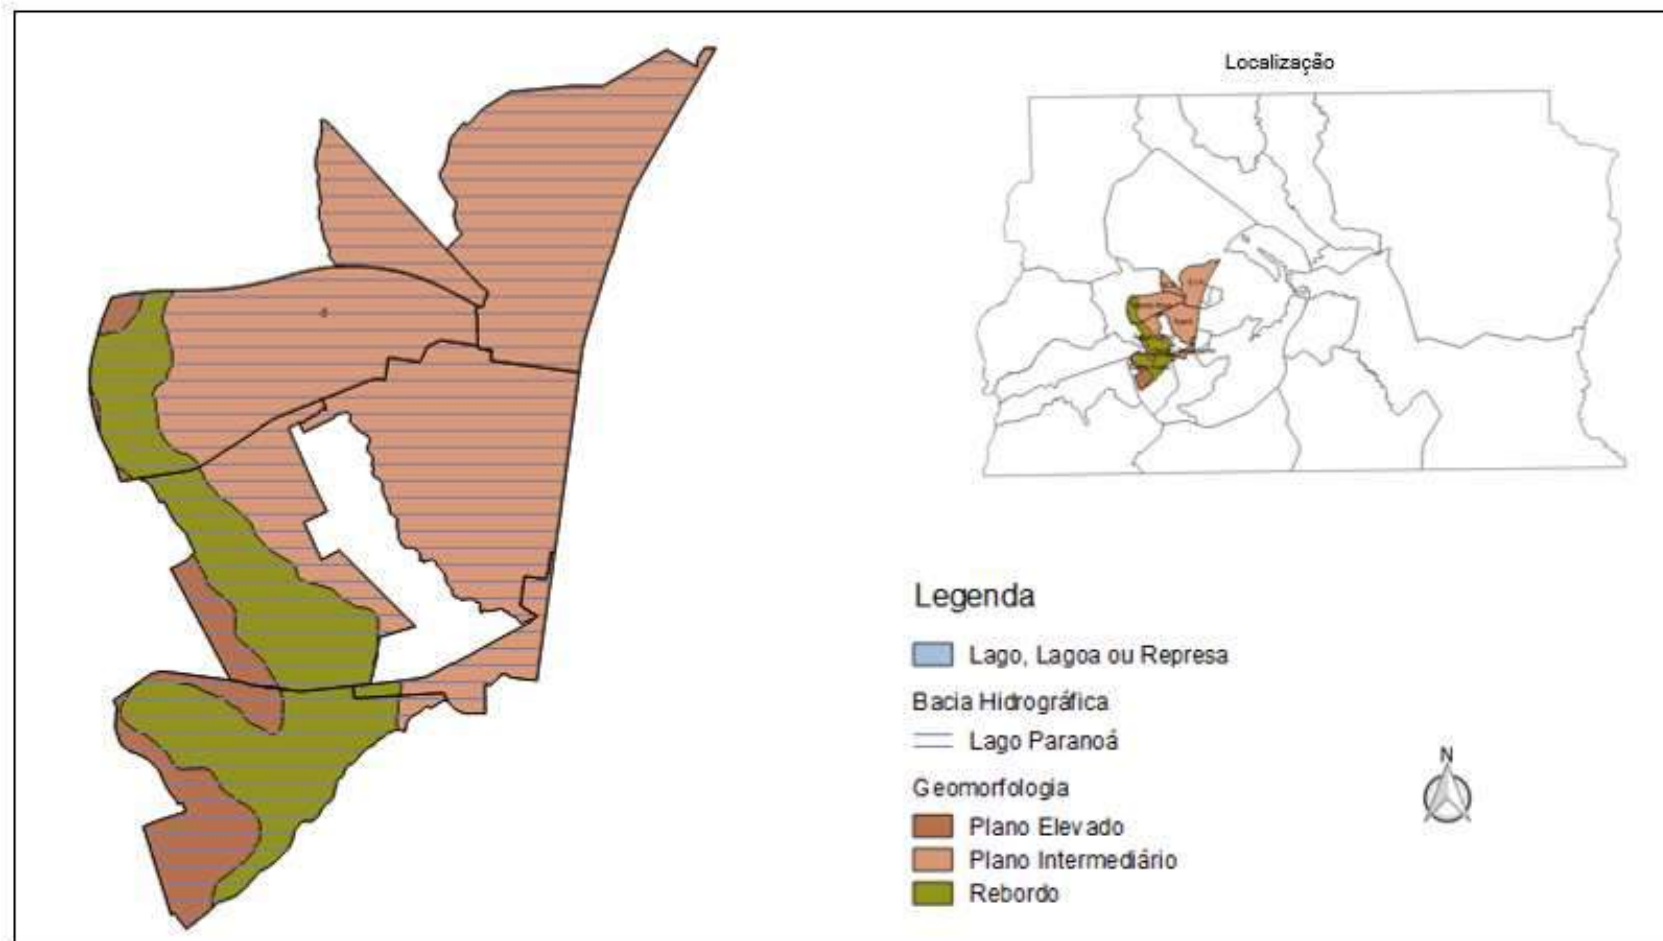 Localização
Legenda
Lago, Lagoa ou Represa
Bacia Hidrográfica
Lago Paranoá
Geomorfologia
Plano Elevado
Plano Intermediário
Rebordo
N